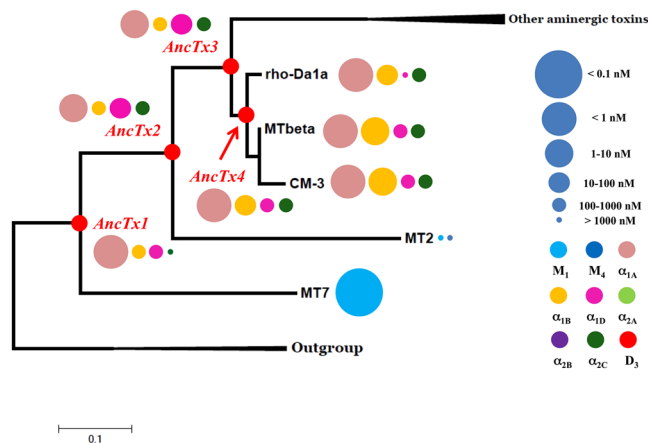 Other aminergic toxins
AncTx3
rho-Da1a
< 0.1 nM
AncTx2
MTbeta
< 1 nM
AncTx4
1-10 nM
CM-3
10-100 nM
AncTx1
100-1000 nM
> 1000 nM
MT2
M₁ M₄ α₁A
MT7
α₁B α₁D α₂A
Outgroup
α₂B α₂C D₃
0.1